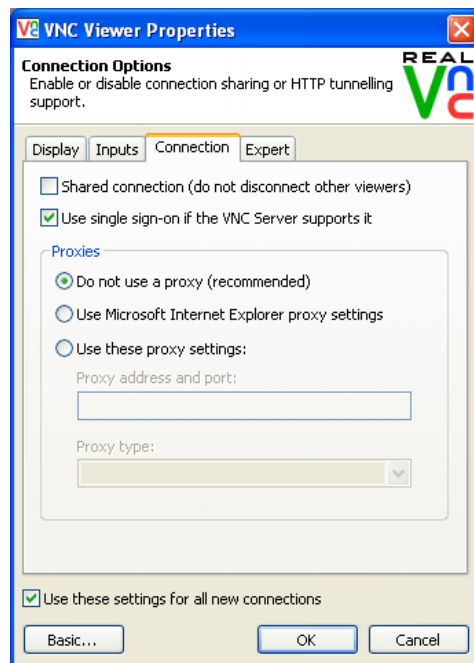 VNC Viewer Properties
Connection Options
Enable or disable connection sharing or HTTP tunnelling
support.
REAL
VNC
Display Inputs Connection Expert
Shared connection (do not disconnect other viewers)
Use single sign-on if the VNC Server supports it
Proxies
Do not use a proxy (recommended)
Use Microsoft Internet Explorer proxy settings
Use these proxy settings:
Proxy address and port:
Proxy type:
Use these settings for all new connections
Basic... OK Cancel